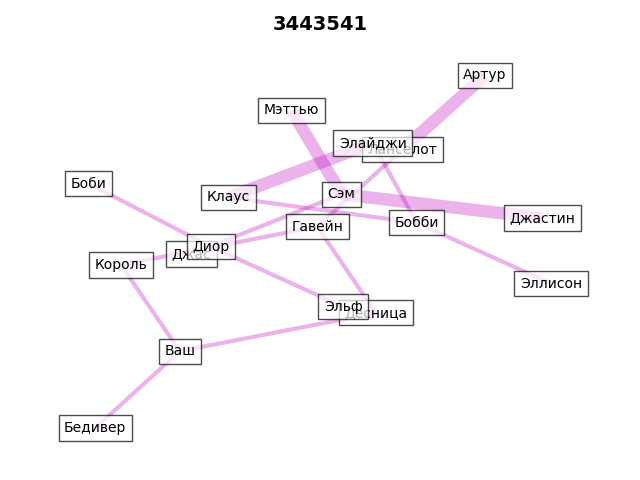 3443541
Артур
Мэттью
Элайджи
Ланселот
Боби
Клаус
Сэм
Джастин
Бобби
Гавейн
Диор
Джас
Король
Эллисон
Эльф
Десница
Ваш
Бедивер